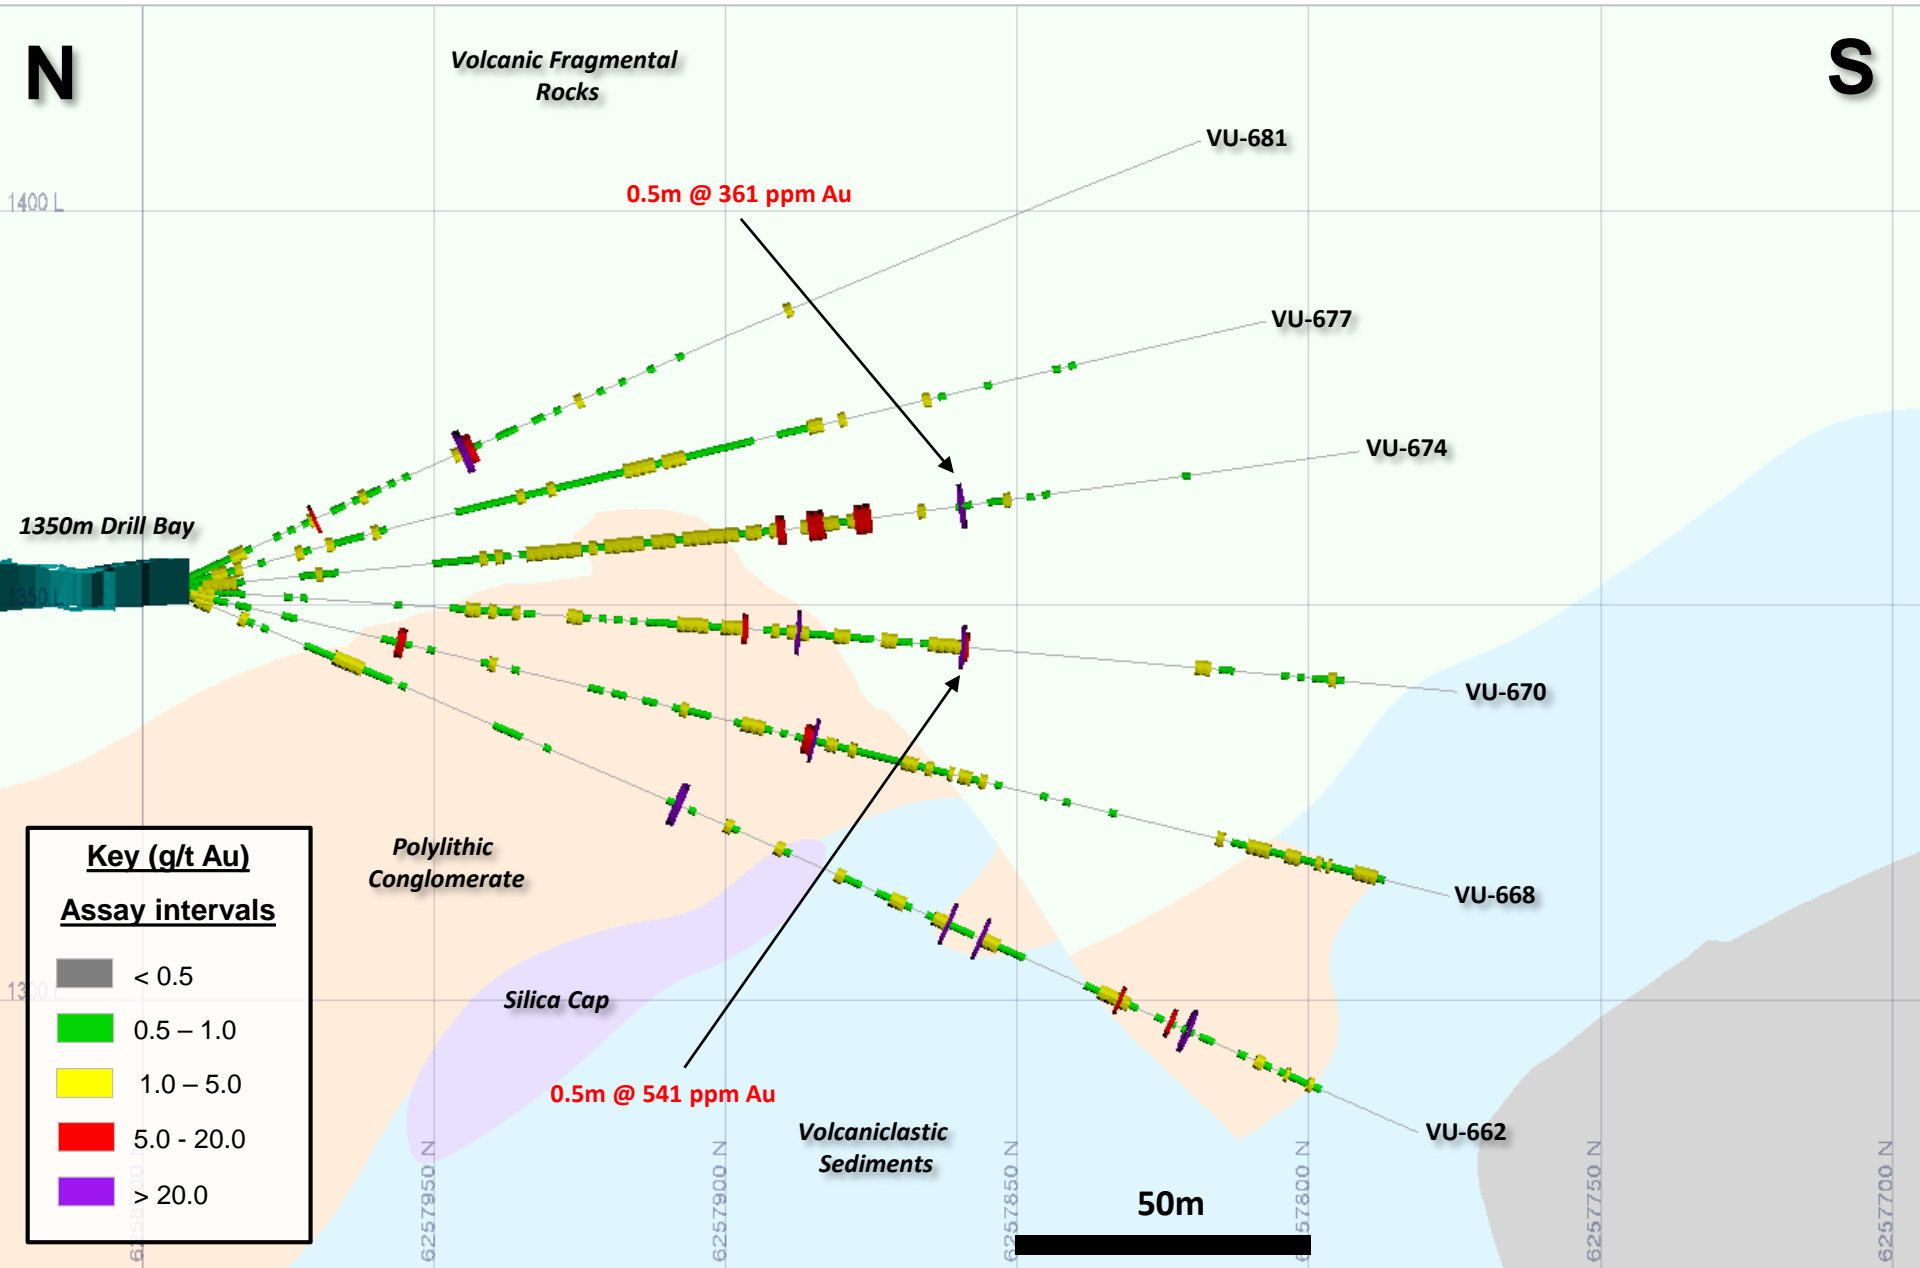 N
S
Volcanic Fragmental
Rocks
VU-681
0.5m @ 361 ppm Au
1400 L
VU-677
VU-674
1350m Drill Bay
1350 L
VU-670
Polylithic
Conglomerate
VU-668
Key (g/t Au)
Assay intervals
< 0.5
0.5 – 1.0
1.0 – 5.0
5.0 - 20.0
> 20.0
1300 L
Silica Cap
0.5m @ 541 ppm Au
Volcaniclastic
Sediments
VU-662
50m
6257950 N
6257900 N
6257850 N
6257800 N
6257750 N
6257700 N